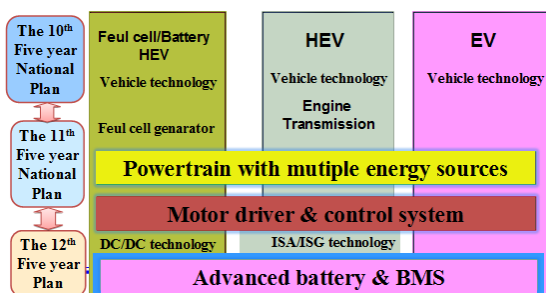 The 10th
Five year
National
Plan
The 11th
Five year
National
Plan
The 12th
Five year
Plan
Feul cell/Battery
HEV
Vehicle technology
Feul cell genarator
HEV
Vehicle technology
Engine
Transmission
EV
Vehicle technology
Powertrain with mutiple energy sources
Motor driver & control system
DC/DC technology
ISA/ISG technology
Advanced battery & BMS